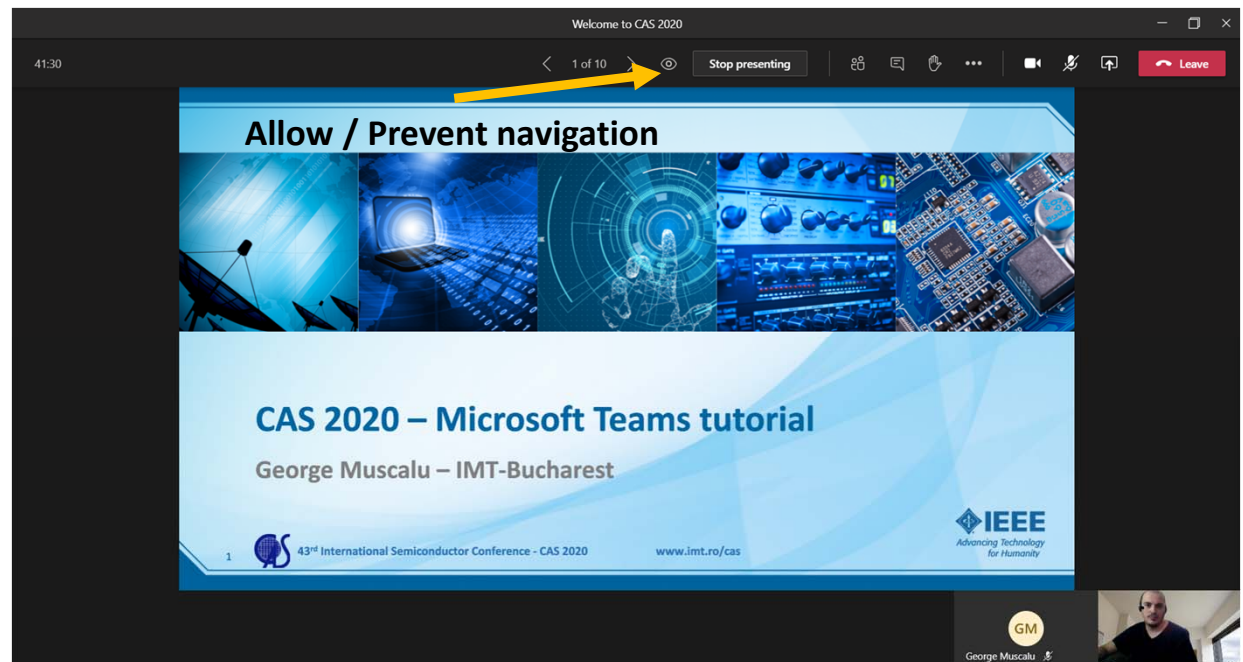 Welcome to CAS 2020
41:30
1 of 10
Stop presenting
Leave
Allow / Prevent navigation
CAS 2020 – Microsoft Teams tutorial
George Muscalu – IMT-Bucharest
1
CAS
43rd International Semiconductor Conference - CAS 2020
www.imt.ro/cas
IEEE
Advancing Technology
for Humanity
GM
George Muscalu